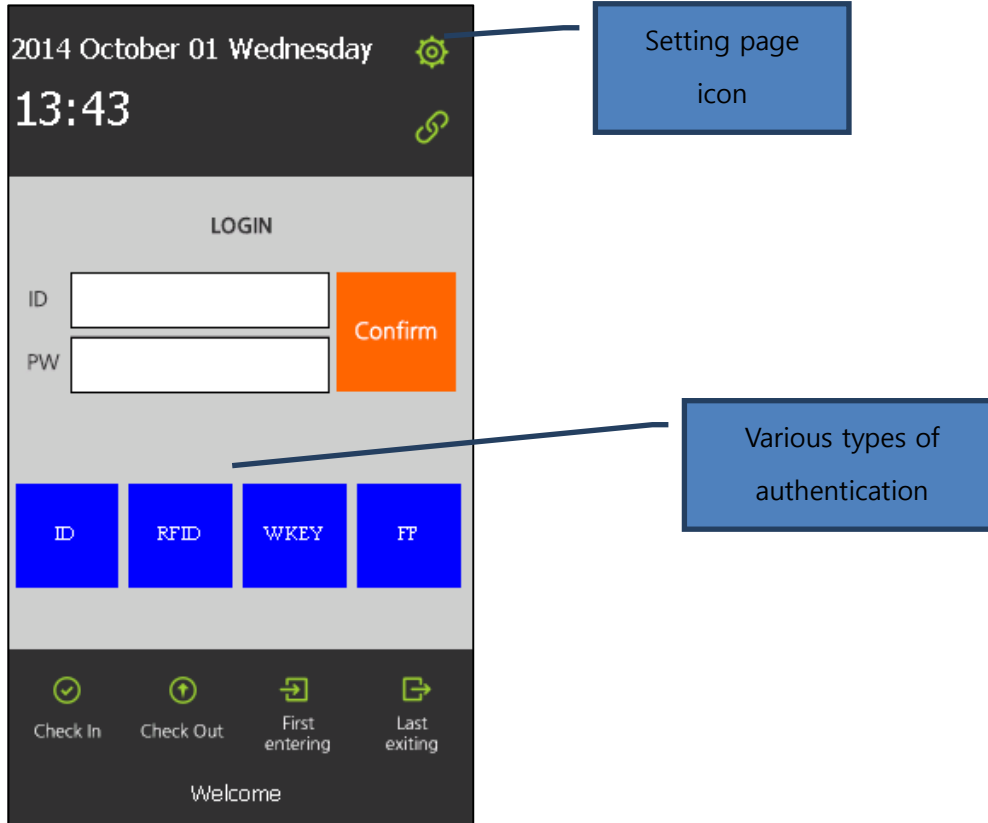 2014 October 01 Wednesday
13:43
Setting page
icon
LOGIN
ID
PW
Confirm
Various types of
authentication
ID RFID WKEY FP
Check In Check Out First
entering Last
exiting
Welcome